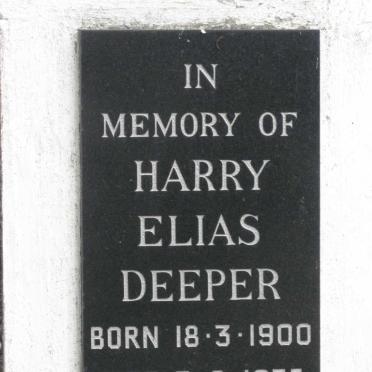 IN
MEMORY OF
HARRY
ELIAS
DEEPER
BORN 18·3·1900